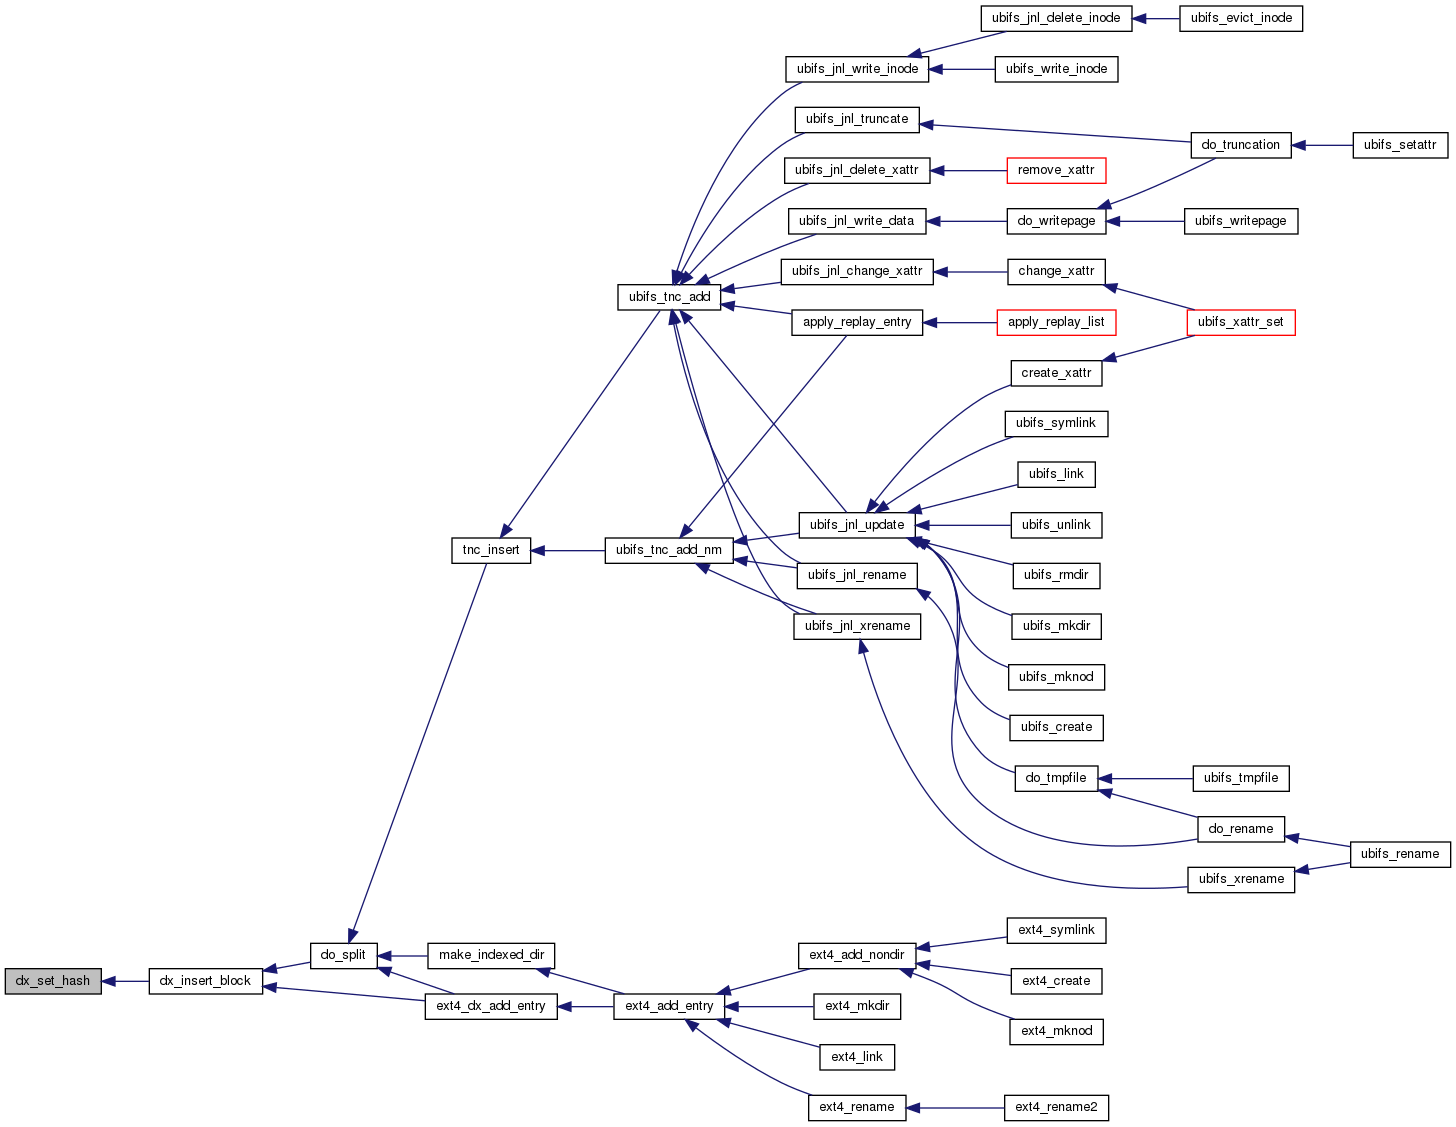 ubifs_jnl_delete_inode
ubifs_evict_inode
ubifs_jnl_write_inode
ubifs_write_inode
ubifs_jnl_truncate
do_truncation
ubifs_setattr
ubifs_jnl_delete_xattr
remove_xattr
ubifs_jnl_write_data
do_writepage
ubifs_writepage
ubifs_jnl_change_xattr
change_xattr
ubifs_tnc_add
apply_replay_entry
apply_replay_list
ubifs_xattr_set
create_xattr
ubifs_symlink
ubifs_link
ubifs_jnl_update
ubifs_unlink
tnc_insert
ubifs_tnc_add_nm
ubifs_jnl_rename
ubifs_rmdir
ubifs_jnl_xrename
ubifs_mkdir
ubifs_mknod
ubifs_create
do_tmpfile
ubifs_tmpfile
do_rename
ubifs_rename
ubifs_xrename
ext4_symlink
do_split
make_indexed_dir
ext4_add_nondir
dx_set_hash
dx_insert_block
ext4_create
ext4_dx_add_entry
ext4_add_entry
ext4_mkdir
ext4_mknod
ext4_link
ext4_rename
ext4_rename2